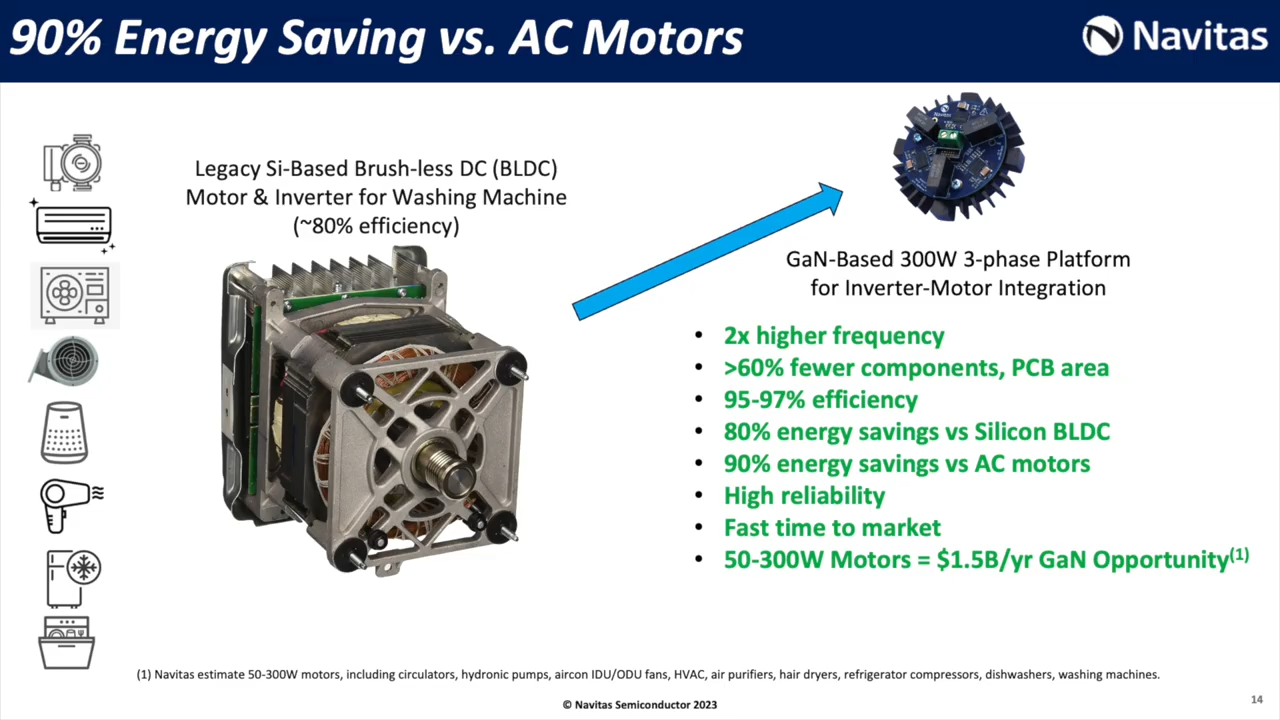 90% Energy Saving vs. AC Motors
Navitas
Legacy Si-Based Brush-less DC (BLDC)
Motor & Inverter for Washing Machine
(~80% efficiency)
GaN-Based 300W 3-phase Platform
for Inverter-Motor Integration
• 2x higher frequency
• >60% fewer components, PCB area
• 95-97% efficiency
• 80% energy savings vs Silicon BLDC
• 90% energy savings vs AC motors
• High reliability
• Fast time to market
• 50-300W Motors = $1.5B/yr GaN Opportunity(1)
(1) Navitas estimate 50-300W motors, including circulators, hydronic pumps, aircon IDU/ODU fans, HVAC, air purifiers, hair dryers, refrigerator compressors, dishwashers, washing machines.
© Navitas Semiconductor 2023
14